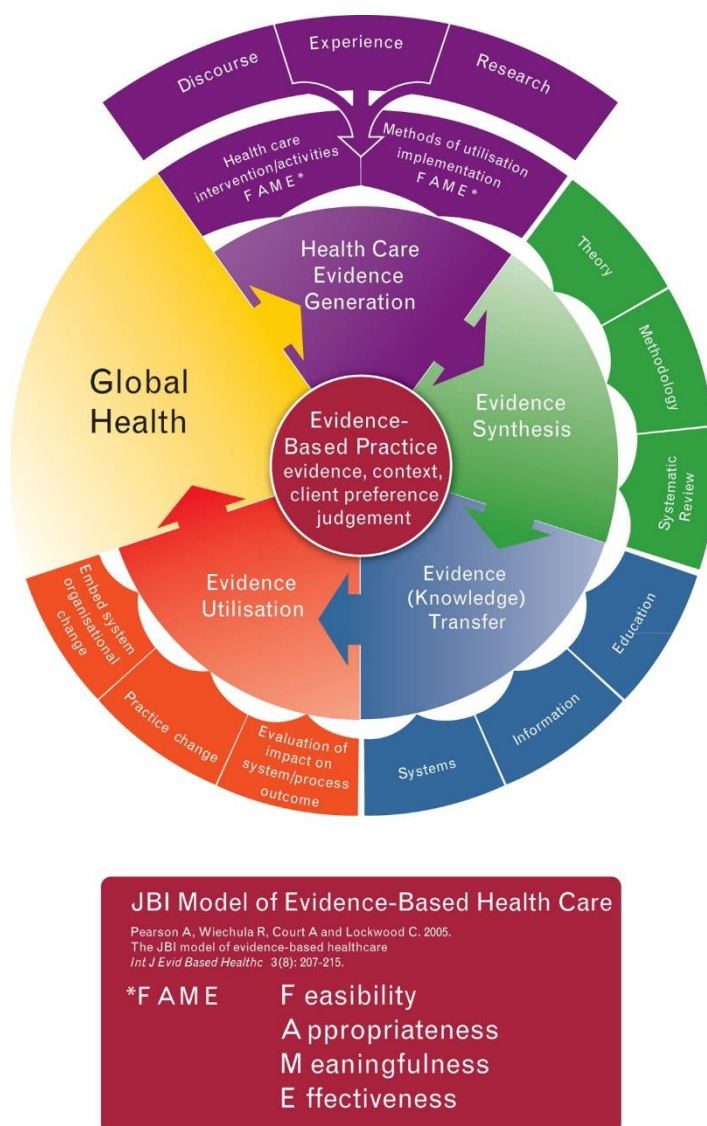 Discourse
Experience
Research
Health care
intervention/activities
F A M E*
Methods of utilisation
implementation
F A M E*
Health Care
Evidence
Generation
Theory
Methodology
Systematic
Review
Global
Health
Evidence
Synthesis
Evidence-
Based Practice
evidence, context,
client preference
judgement
Evidence
Utilisation
Evidence
(Knowledge)
Transfer
Embed system
organisational
change
Practice change
Evaluation of
impact on
system/process
outcome
Systems
Information
Education
JBI Model of Evidence-Based Health Care
Pearson A, Wiechula R, Court A and Lockwood C. 2005.
The JBI model of evidence-based healthcare
Int J Evid Based Healthc 3(8): 207-215.
*F A M E
F easibility
A ppropriateness
M eaningfulness
E ffectiveness